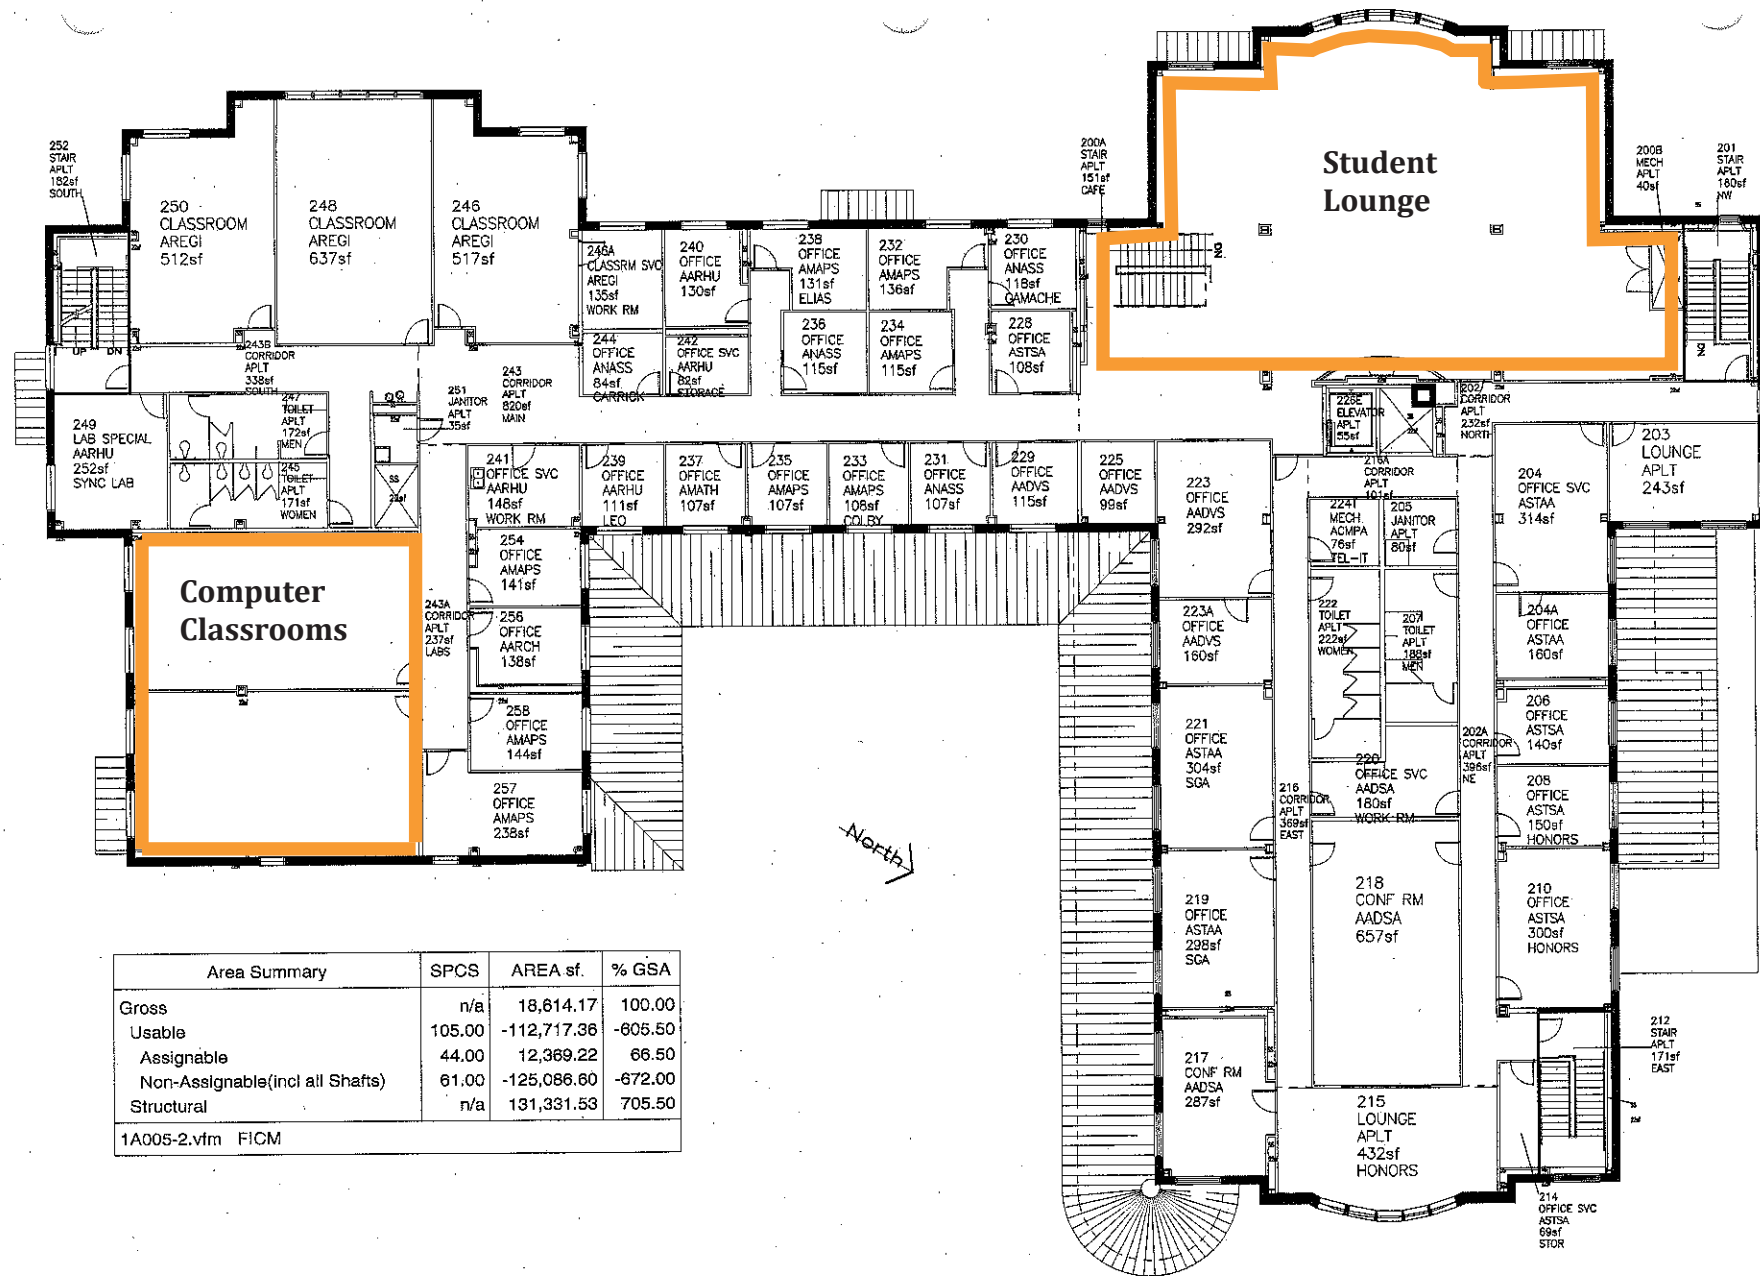 252
STAIR
APLT
182sf
SOUTH
250
CLASSROOM
AREGI
512sf
248
CLASSROOM
AREGI
637sf
246
CLASSROOM
AREGI
517sf
246A
CLASSRM SVC
AREGI
135sf
WORK RM
240
OFFICE
AARHU
130sf
238
OFFICE
AMAPS
131sf
ELIAS
232
OFFICE
AMAPS
136sf
230
OFFICE
ANASS
118sf
GAMACHE
200A
STAIR
APLT
151sf
CAFE
DN
Student
Lounge
200B
MECH
APLT
40sf
201
STAIR
APLT
180sf
NW
DN
UP DN
243B
CORRIDOR
APLT
338sf
SOUTH
251
JANITOR
APLT
35sf
243
CORRIDOR
APLT
820sf
MAIN
244
OFFICE
ANASS
84sf
CARRICK
242
OFFICE SVC
AARHU
82sf
STORAGE
236
OFFICE
ANASS
115sf
234
OFFICE
AMAPS
115sf
228
OFFICE
ASTSA
108sf
226E
ELEVATOR
APLT
55sf
202
CORRIDOR
APLT
232sf
NORTH
203
LOUNGE
APLT
243sf
249
LAB SPECIAL
AARHU
252sf
SYNC LAB
247
TOILET
APLT
172sf
MEN
245
TOILET
APLT
171sf
WOMEN
SS
241
OFFICE SVC
AARHU
148sf
WORK RM
239
OFFICE
AARHU
111sf
LEO
237
OFFICE
AMATH
107sf
235
OFFICE
AMAPS
107sf
233
OFFICE
AMAPS
108sf
COLBY
231
OFFICE
ANASS
107sf
229
OFFICE
AADVS
115sf
225
OFFICE
AADVS
99sf
223
OFFICE
AADVS
292sf
216A
CORRIDOR
APLT
101sf
224T
MECH
ACMPA
76sf
TEL-IT
205
JANITOR
APLT
80sf
204
OFFICE SVC
ASTAA
314sf
Computer
Classrooms
254
OFFICE
AMAPS
141sf
243A
CORRIDOR
APLT
237sf
LABS
256
OFFICE
AARCH
138sf
258
OFFICE
AMAPS
144sf
257
OFFICE
AMAPS
238sf
223A
OFFICE
AADVS
160sf
222
TOILET
APLT
222sf
WOMEN
207
TOILET
APLT
188sf
MEN
204A
OFFICE
ASTAA
160sf
221
OFFICE
ASTAA
304sf
SGA
220
OFFICE SVC
AADSA
180sf
WORK RM
202A
CORRIDOR
APLT
396sf
NE
206
OFFICE
ASTSA
140sf
208
OFFICE
ASTSA
150sf
HONORS
216
CORRIDOR
APLT
369sf
EAST
North
219
OFFICE
ASTAA
298sf
SGA
218
CONF RM
AADSA
657sf
210
OFFICE
ASTSA
300sf
HONORS
217
CONF RM
AADSA
287sf
215
LOUNGE
APLT
432sf
HONORS
212
STAIR
APLT
171sf
EAST
214
OFFICE SVC
ASTSA
69sf
STOR
Area Summary SPCS AREA sf. % GSA
Gross n/a 18,614.17 100.00
Usable 105.00 -112,717.36 -605.50
Assignable 44.00 12,369.22 66.50
Non-Assignable(incl all Shafts) 61.00 -125,086.60 -672.00
Structural n/a 131,331.53 705.50
1A005-2.vfm FICM